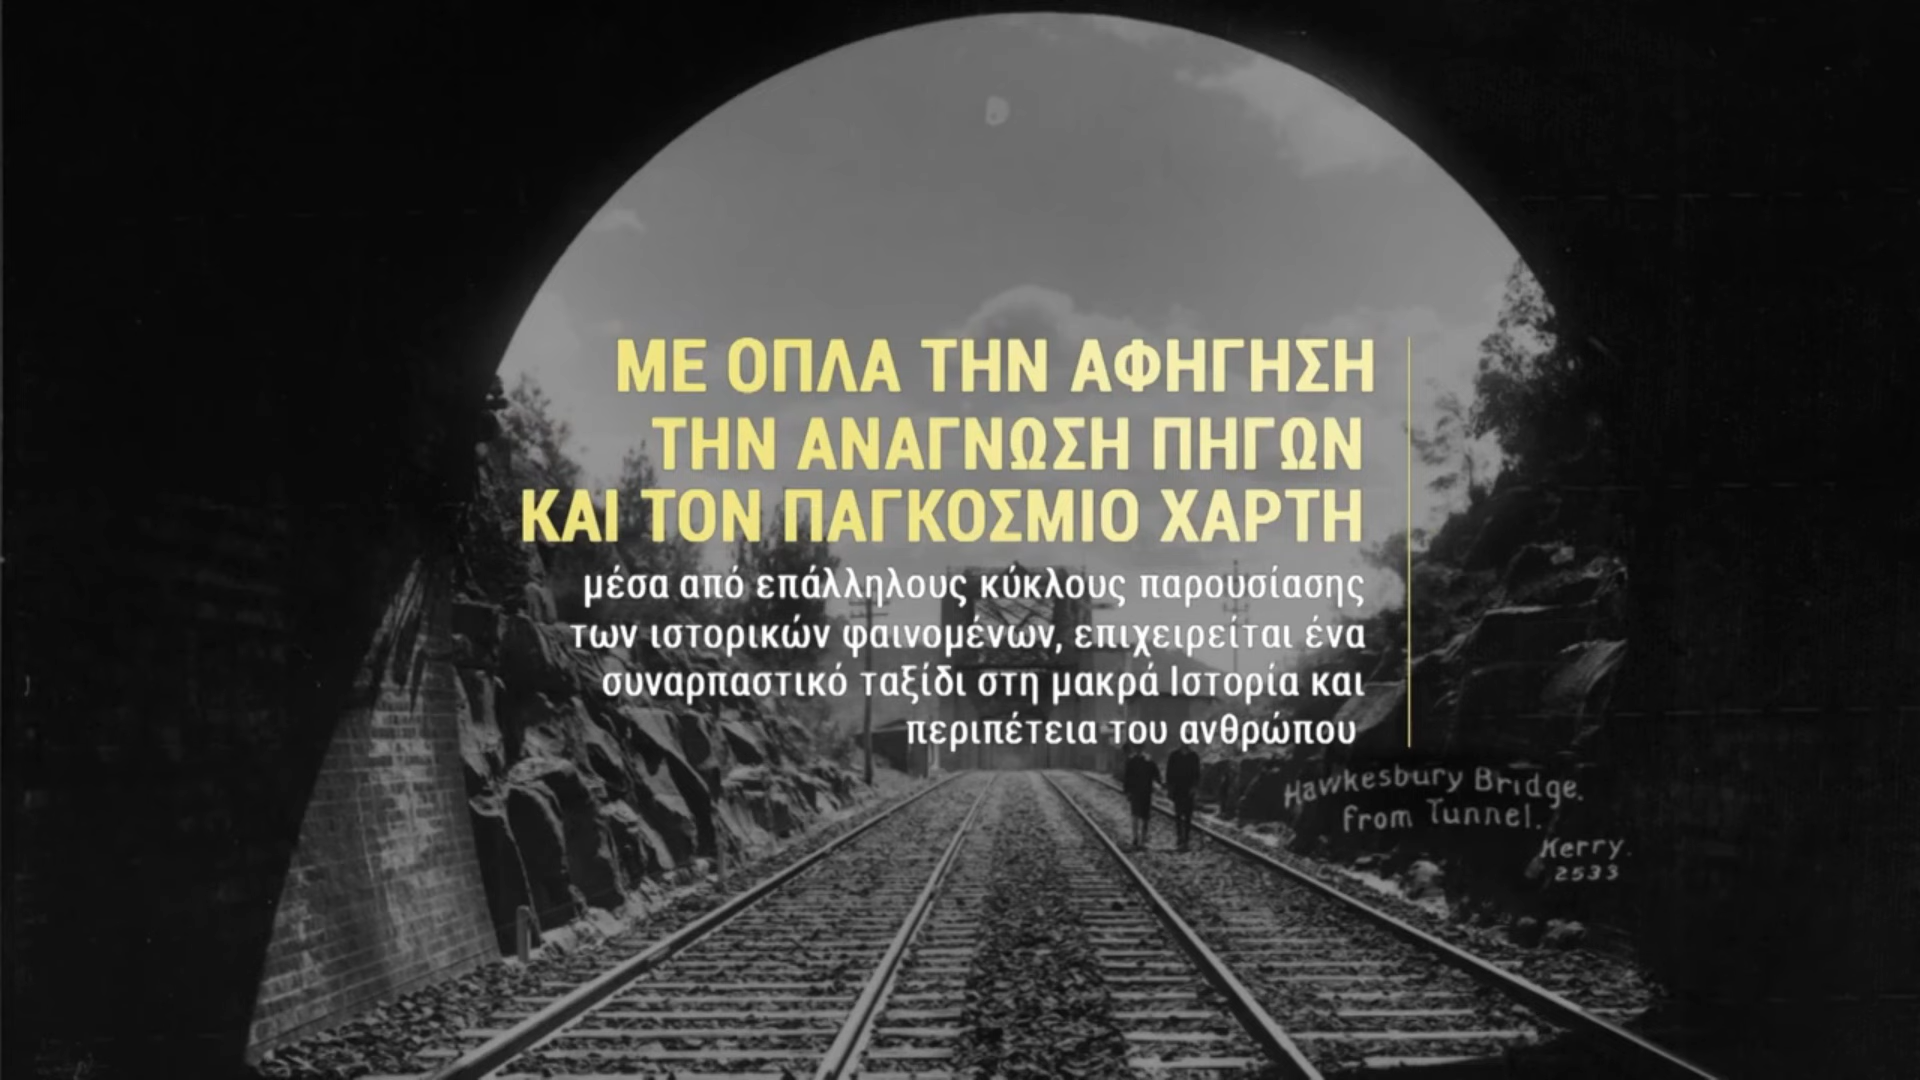 ΜΕ ΟΠΛΑ ΤΗΝ ΑΦΗΓΗΣΗ
ΤΗΝ ΑΝΑΓΝΩΣΗ ΠΗΓΩΝ
ΚΑΙ ΤΟΝ ΠΑΓΚΟΣΜΙΟ ΧΑΡΤΗ
μέσα από επάλληλους κύκλους παρουσίασης
των ιστορικών φαινομένων, επιχειρείται ένα
συναρπαστικό ταξίδι στη μακρά Ιστορία και
περιπέτεια του ανθρώπου
Hawkesbury Bridge.
from Tunnel.
Kerry.
2533